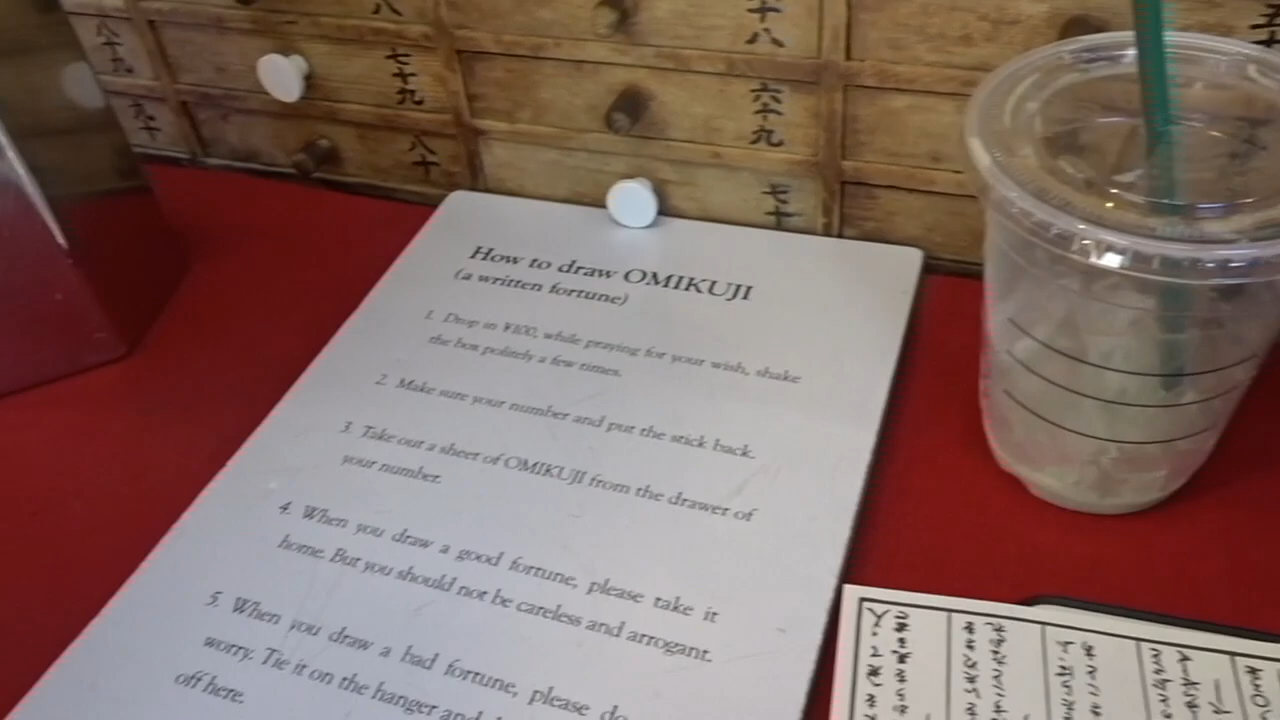 八
十八
八十九
七十九
六十九
九十
八十
七十
How to draw OMIKUJI
(a written fortune)
1. Drop in ¥100, while praying for your wish, shake
the box politely a few times.
2. Make sure your number and put the stick back.
3. Take out a sheet of OMIKUJI from the drawer of
your number.
4. When you draw a good fortune, please take it
home. But you should not be careless and arrogant.
5. When you draw a bad fortune, please do
worry. Tie it on the hanger and
off here.